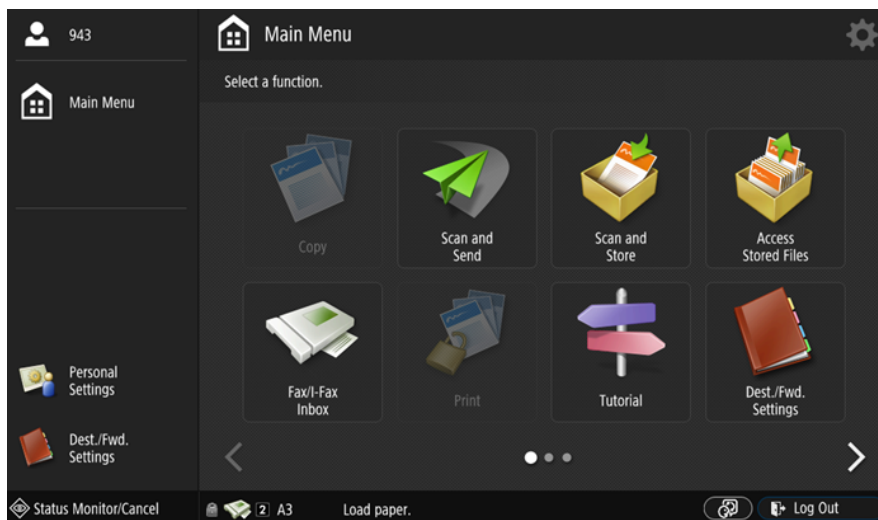 943
Main Menu
Main Menu
Select a function.
Copy
Scan and
Send
Scan and
Store
Access
Stored Files
Fax/I-Fax
Inbox
Print
Tutorial
Dest./Fwd.
Settings
Personal
Settings
Dest./Fwd.
Settings
Status Monitor/Cancel
2 A3 Load paper.
Log Out